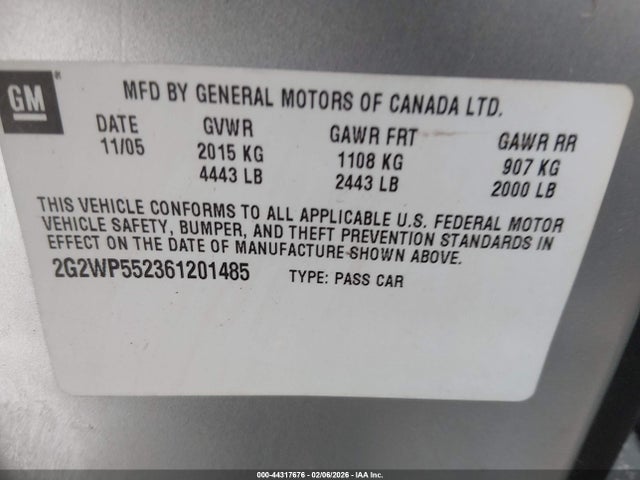 GM
MFD BY GENERAL MOTORS OF CANADA LTD.
DATE GVWR GAWR FRT GAWR RR
11/05 2015 KG 1108 KG 907 KG
4443 LB 2443 LB 2000 LB
THIS VEHICLE CONFORMS TO ALL APPLICABLE U.S. FEDERAL MOTOR
VEHICLE SAFETY, BUMPER, AND THEFT PREVENTION STANDARDS IN
EFFECT ON THE DATE OF MANUFACTURE SHOWN ABOVE.
2G2WP552361201485 TYPE: PASS CAR
000-44317676 - 02/06/2026 - IAA Inc.